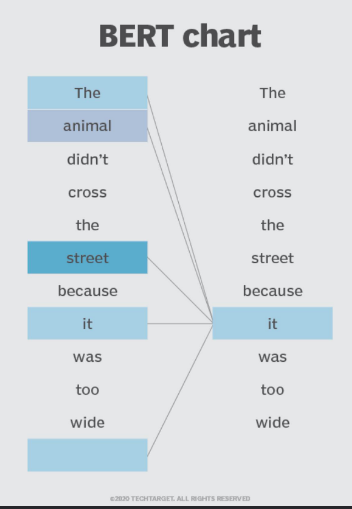 BERT chart
The The
animal animal
didn't didn't
cross cross
the the
street street
because because
it it
was was
too too
wide wide
©2020 TECHTARGET. ALL RIGHTS RESERVED